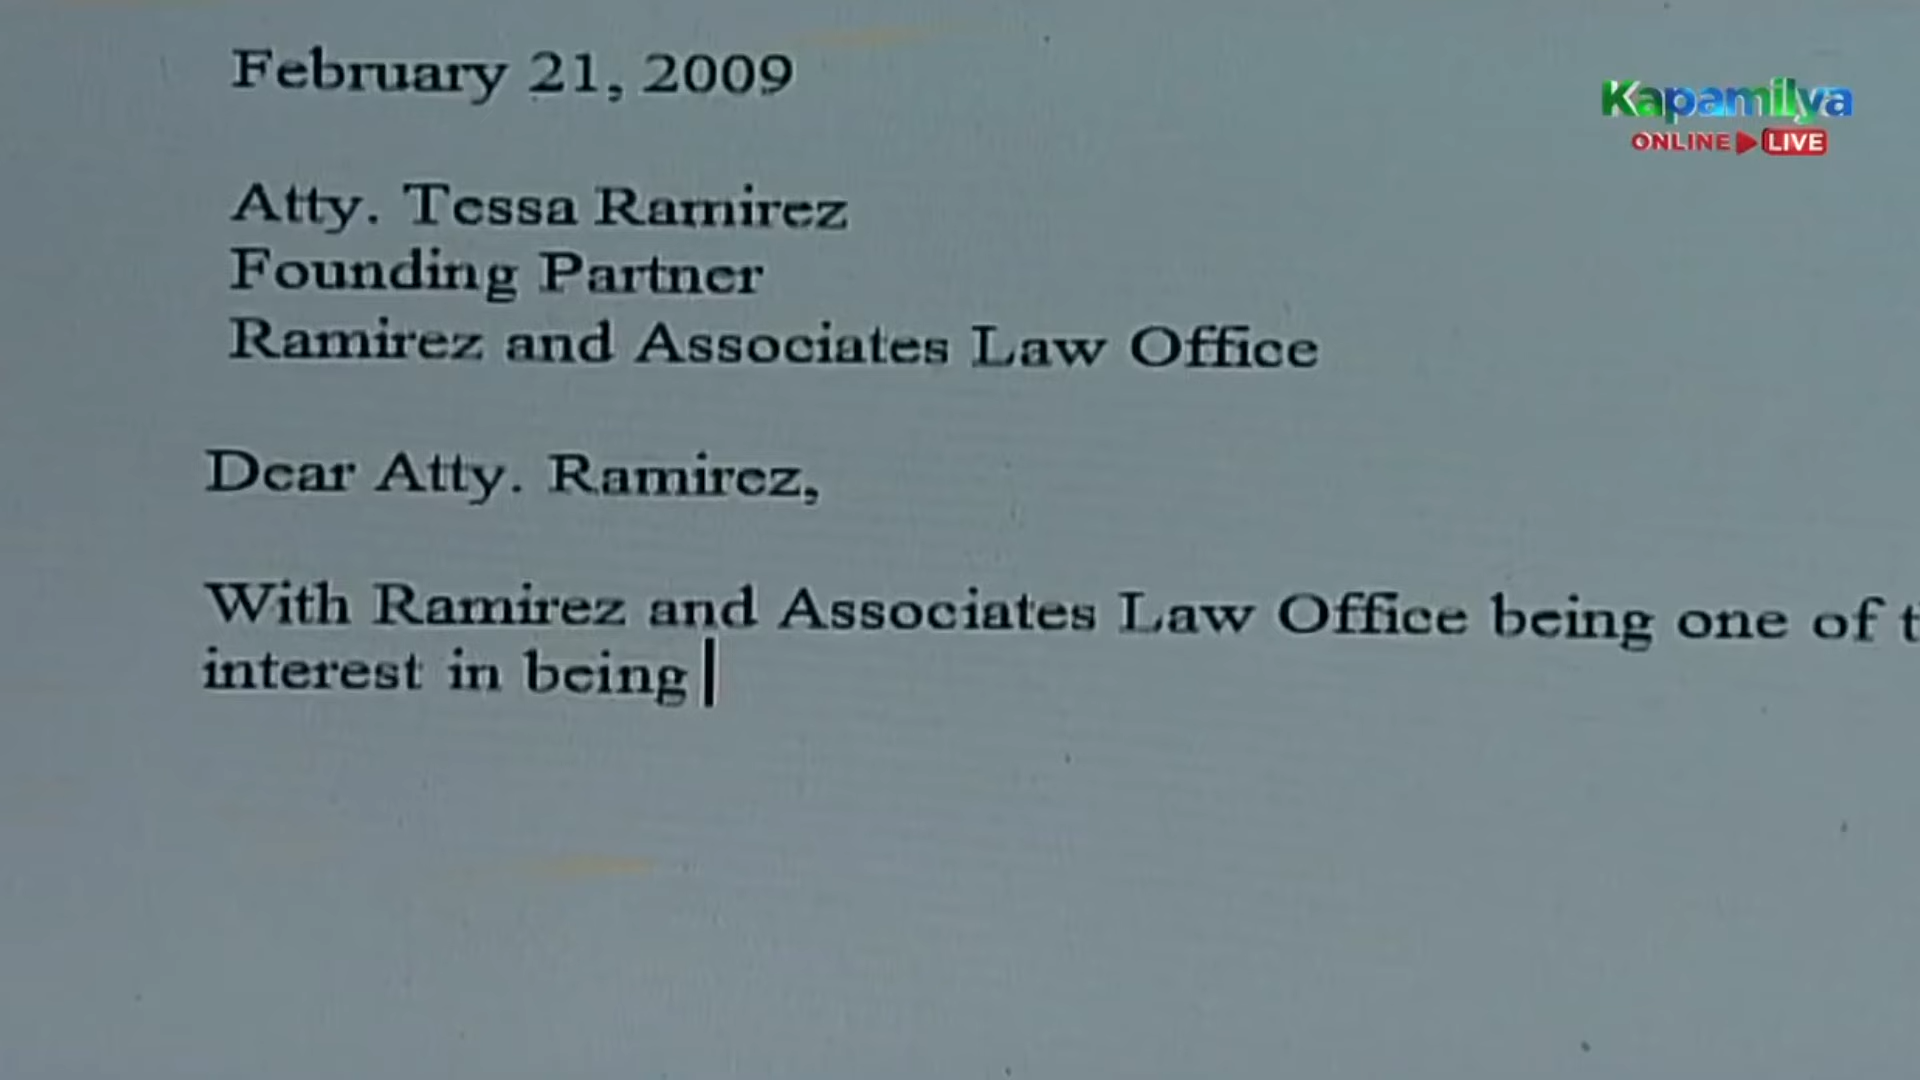 February 21, 2009
Kapamilya
ONLINE LIVE
Atty. Tessa Ramirez
Founding Partner
Ramirez and Associates Law Office
Dear Atty. Ramirez,
With Ramirez and Associates Law Office being one of
interest in being